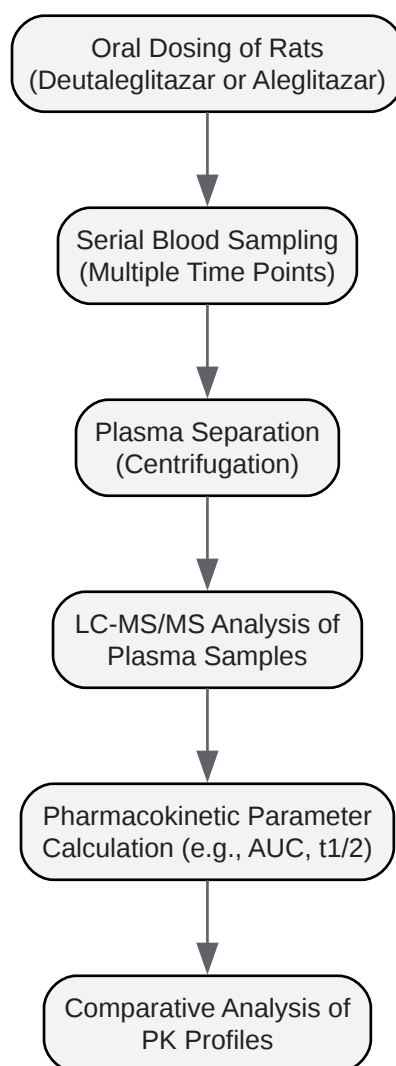 Oral Dosing of Rats
(Deutaleglitazar or Aleglitazar)
Serial Blood Sampling
(Multiple Time Points)
Plasma Separation
(Centrifugation)
LC-MS/MS Analysis of
Plasma Samples
Pharmacokinetic Parameter
Calculation (e.g., AUC, t1/2)
Comparative Analysis of
PK Profiles